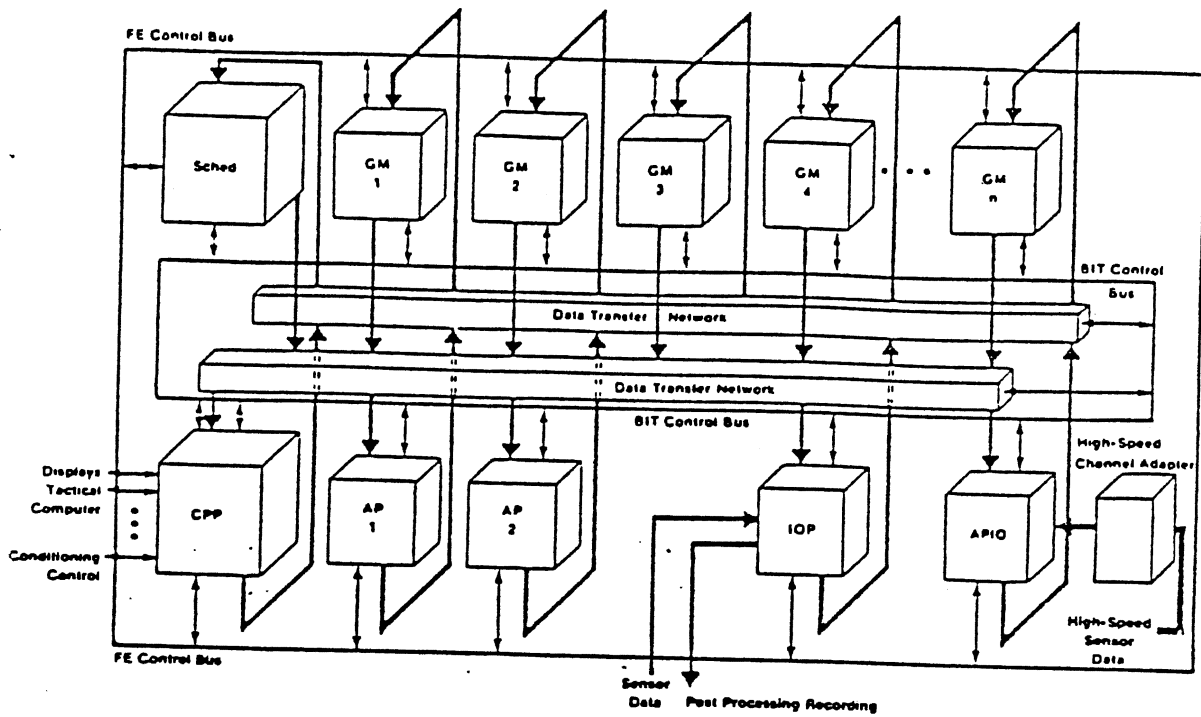 FE Control Bus
Sched
GM
1
GM
2
GM
3
GM
4
GM
n
BIT Control
Bus
Data Transfer Network
Data Transfer Network
BIT Control Bus
High-Speed
Channel Adapter
Displays
Tactical
Computer
Conditioning
Control
CPP
AP
1
AP
2
IOP
APIO
High-Speed
Sensor
Data
FE Control Bus
Sensor
Data
Post Processing Recording